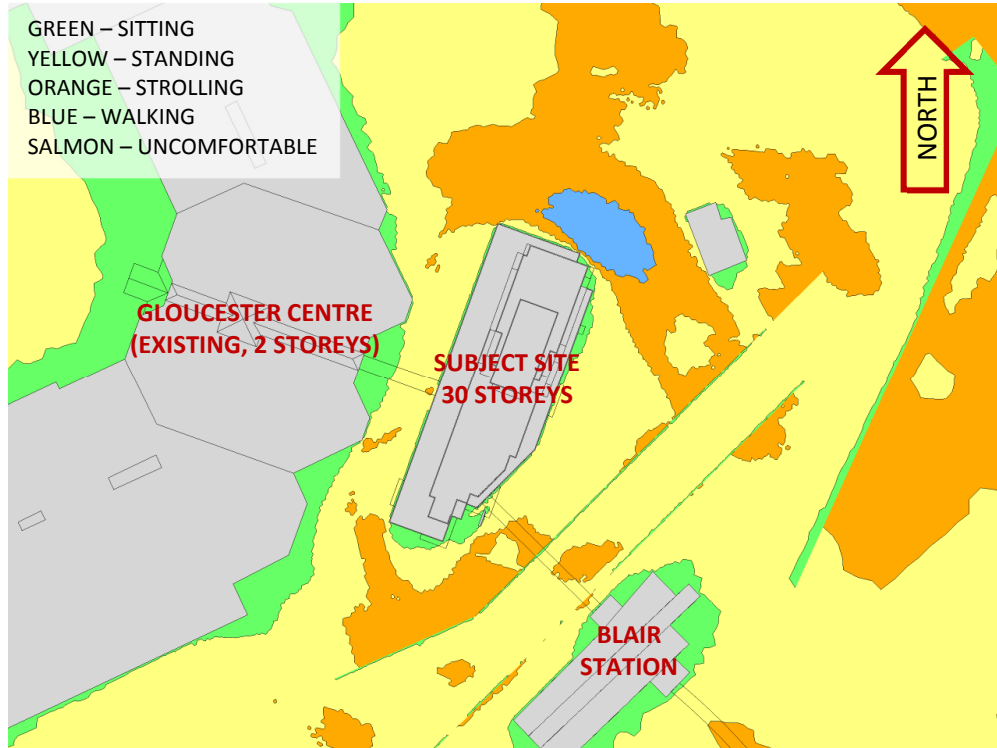 GREEN – SITTING
YELLOW – STANDING
ORANGE – STROLLING
BLUE – WALKING
SALMON – UNCOMFORTABLE
NORTH
GLOUCESTER CENTRE
(EXISTING, 2 STOREYS)
SUBJECT SITE
30 STOREYS
BLAIR
STATION